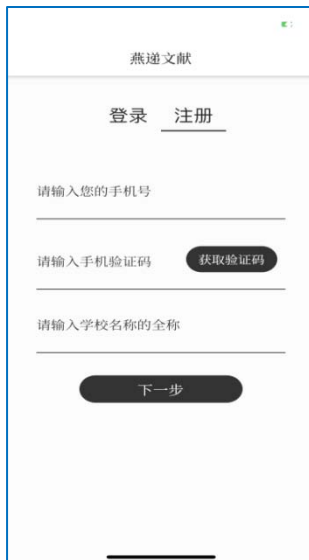 燕递文献
登录 注册
请输入您的手机号
请输入手机验证码 获取验证码
请输入学校名称的全称
下一步